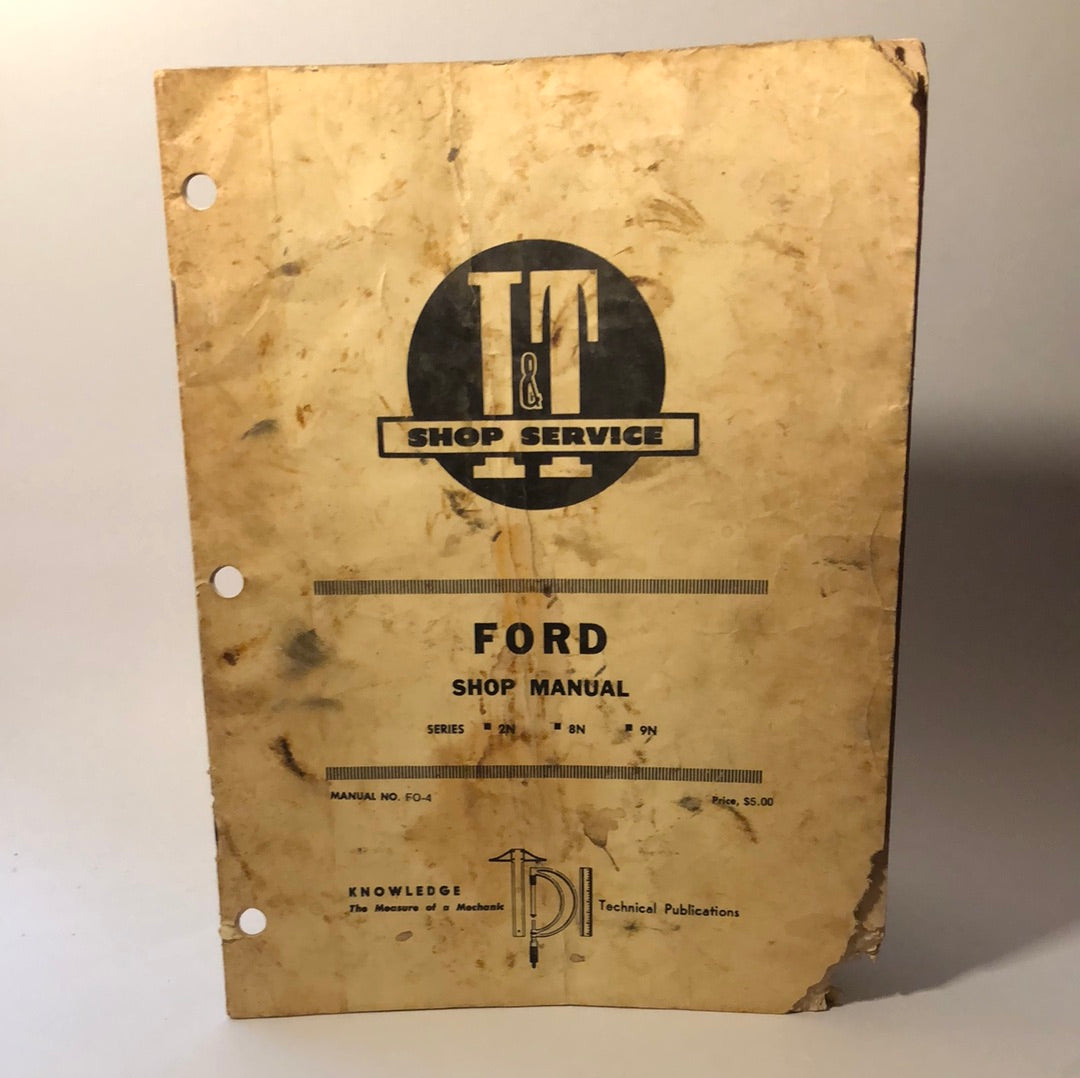 I&T
SHOP SERVICE
FORD
SHOP MANUAL
SERIES ▪ 2N ▪ 8N ▪ 9N
MANUAL NO. FO-4 Price, $5.00
KNOWLEDGE
The Measure of a Mechanic
TPI
Technical Publications